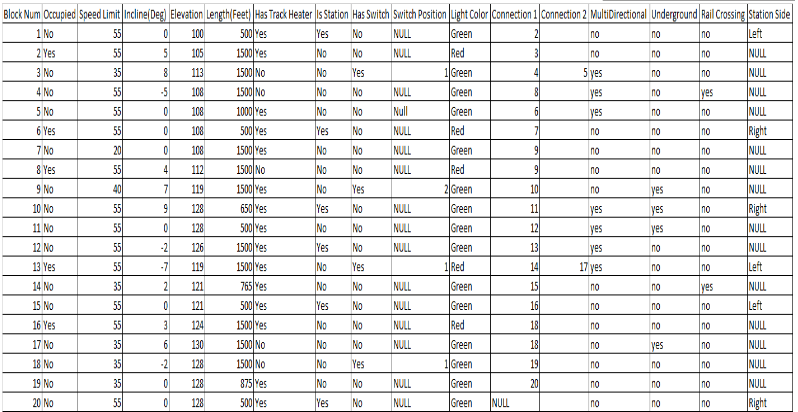 Block Num Occupied Speed Limit Incline(Deg) Elevation Length(Feet) Has Track Heater Is Station Has Switch Switch Position Light Color Connection 1 Connection 2 MultiDirectional Underground Rail Crossing Station Side
1 No 55 0 100 500 Yes Yes No NULL Green 2 no no no Left
2 Yes 55 5 105 1500 Yes No No NULL Red 3 no no no NULL
3 No 35 8 113 1500 No No Yes 1 Green 4 5 yes no no NULL
4 No 55 -5 108 1500 No No No NULL Green 8 yes no yes NULL
5 No 55 0 108 1000 Yes No No Null Green 6 yes no no NULL
6 Yes 55 0 108 500 Yes Yes No NULL Red 7 no no no Right
7 No 20 0 108 1500 Yes No No NULL Green 9 no no no NULL
8 Yes 55 4 112 1500 No No No NULL Red 9 no no no NULL
9 No 40 7 119 1500 Yes No Yes 2 Green 10 no yes no NULL
10 No 55 9 128 650 Yes Yes No NULL Green 11 yes yes no Right
11 No 55 0 128 500 Yes No No NULL Green 12 yes yes no NULL
12 No 55 -2 126 1500 Yes Yes No NULL Green 13 yes no no NULL
13 Yes 55 -7 119 1500 Yes No Yes 1 Red 14 17 yes no no Left
14 No 35 2 121 765 Yes No No NULL Green 15 no no yes NULL
15 No 55 0 121 500 Yes Yes No NULL Green 16 no no no Left
16 Yes 55 3 124 1500 Yes No No NULL Red 18 no no no NULL
17 No 35 6 130 1500 No No No NULL Green 18 no yes no NULL
18 No 35 -2 128 1500 No No Yes 1 Green 19 no no no NULL
19 No 35 0 128 875 Yes No No NULL Green 20 no no no NULL
20 No 55 0 128 500 Yes Yes No NULL Green NULL no no no Right